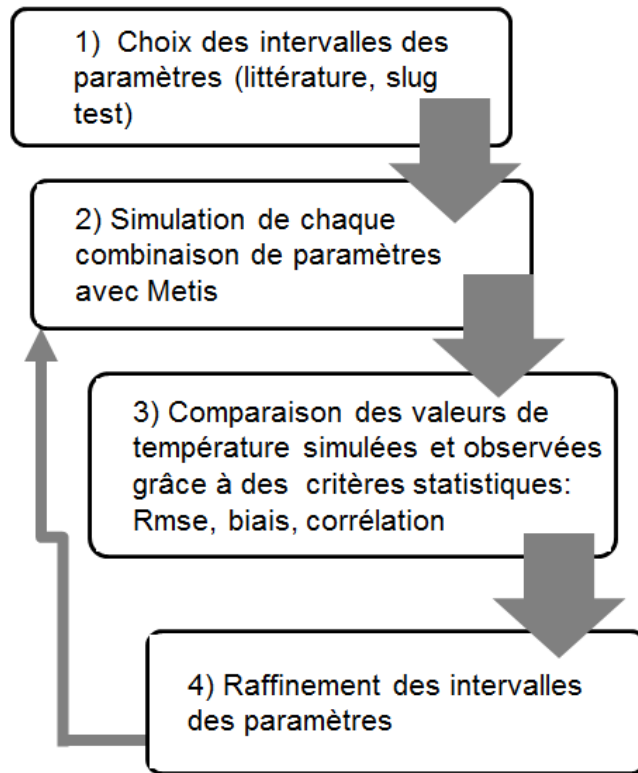 1) Choix des intervalles des
paramètres (littérature, slug
test)
2) Simulation de chaque
combinaison de paramètres
avec Metis
3) Comparaison des valeurs de
température simulées et observées
grâce à des critères statistiques:
Rmse, biais, corrélation
4) Raffinement des intervalles
des paramètres